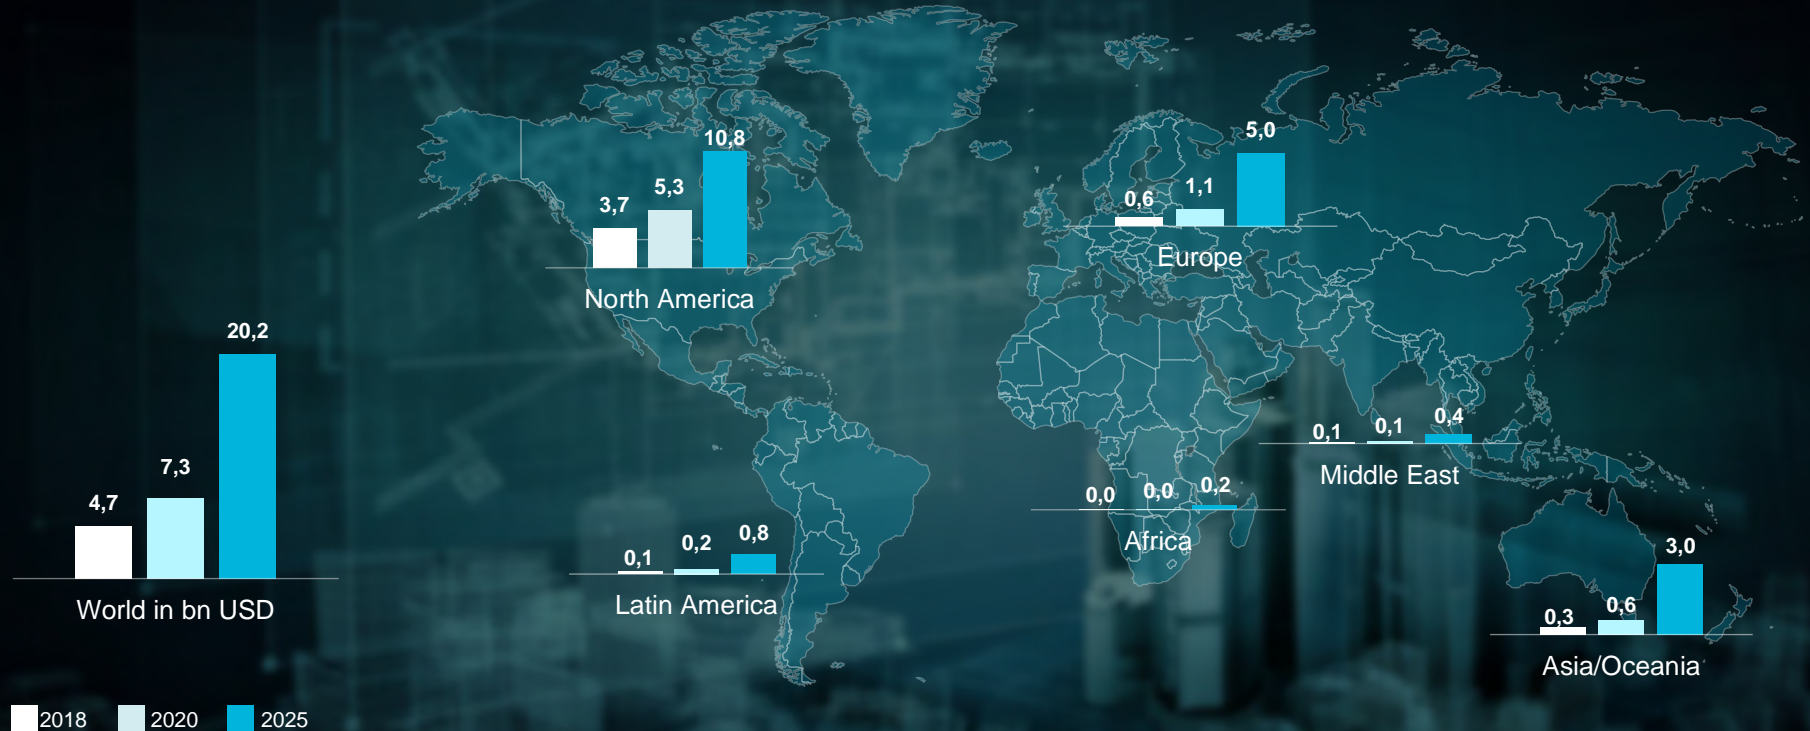 10,8
5,3
3,7
North America
5,0
1,1
0,6
Europe
20,2
7,3
4,7
World in bn USD
0,1
0,1
0,4
Middle East
0,0
0,0
0,2
Africa
0,1
0,2
0,8
Latin America
3,0
0,6
0,3
Asia/Oceania
2018 2020 2025